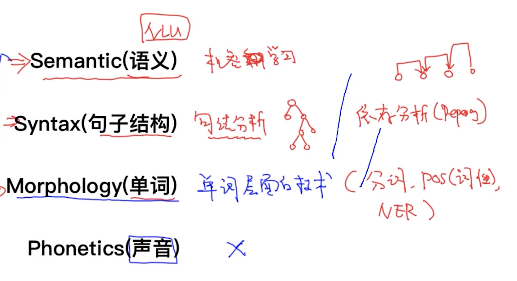 NLU
Semantic(语义) 机器学习
Syntax(句子结构) 句法分析 依存分析(
Morphology(单词) 单词层面的技术 (分词、pos(词性),
NER)
Phonetics(声音) ×